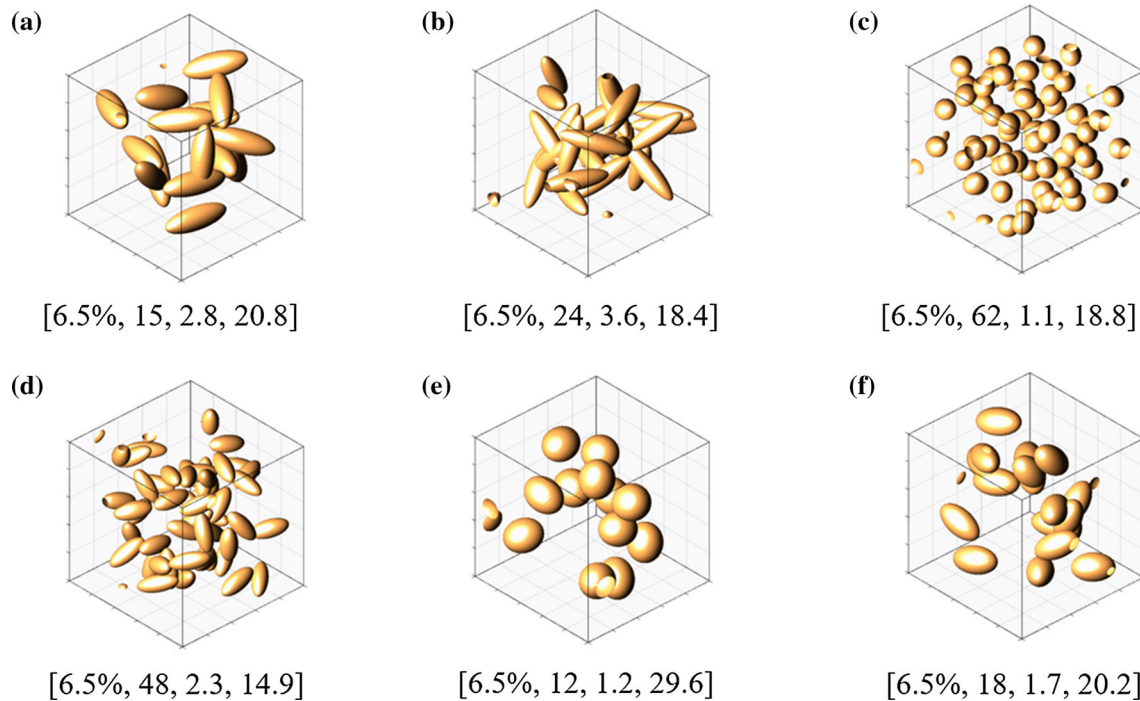 (a)
(b)
(c)
[6.5%, 15, 2.8, 20.8]
[6.5%, 24, 3.6, 18.4]
[6.5%, 62, 1.1, 18.8]
(d)
(e)
(f)
[6.5%, 48, 2.3, 14.9]
[6.5%, 12, 1.2, 29.6]
[6.5%, 18, 1.7, 20.2]